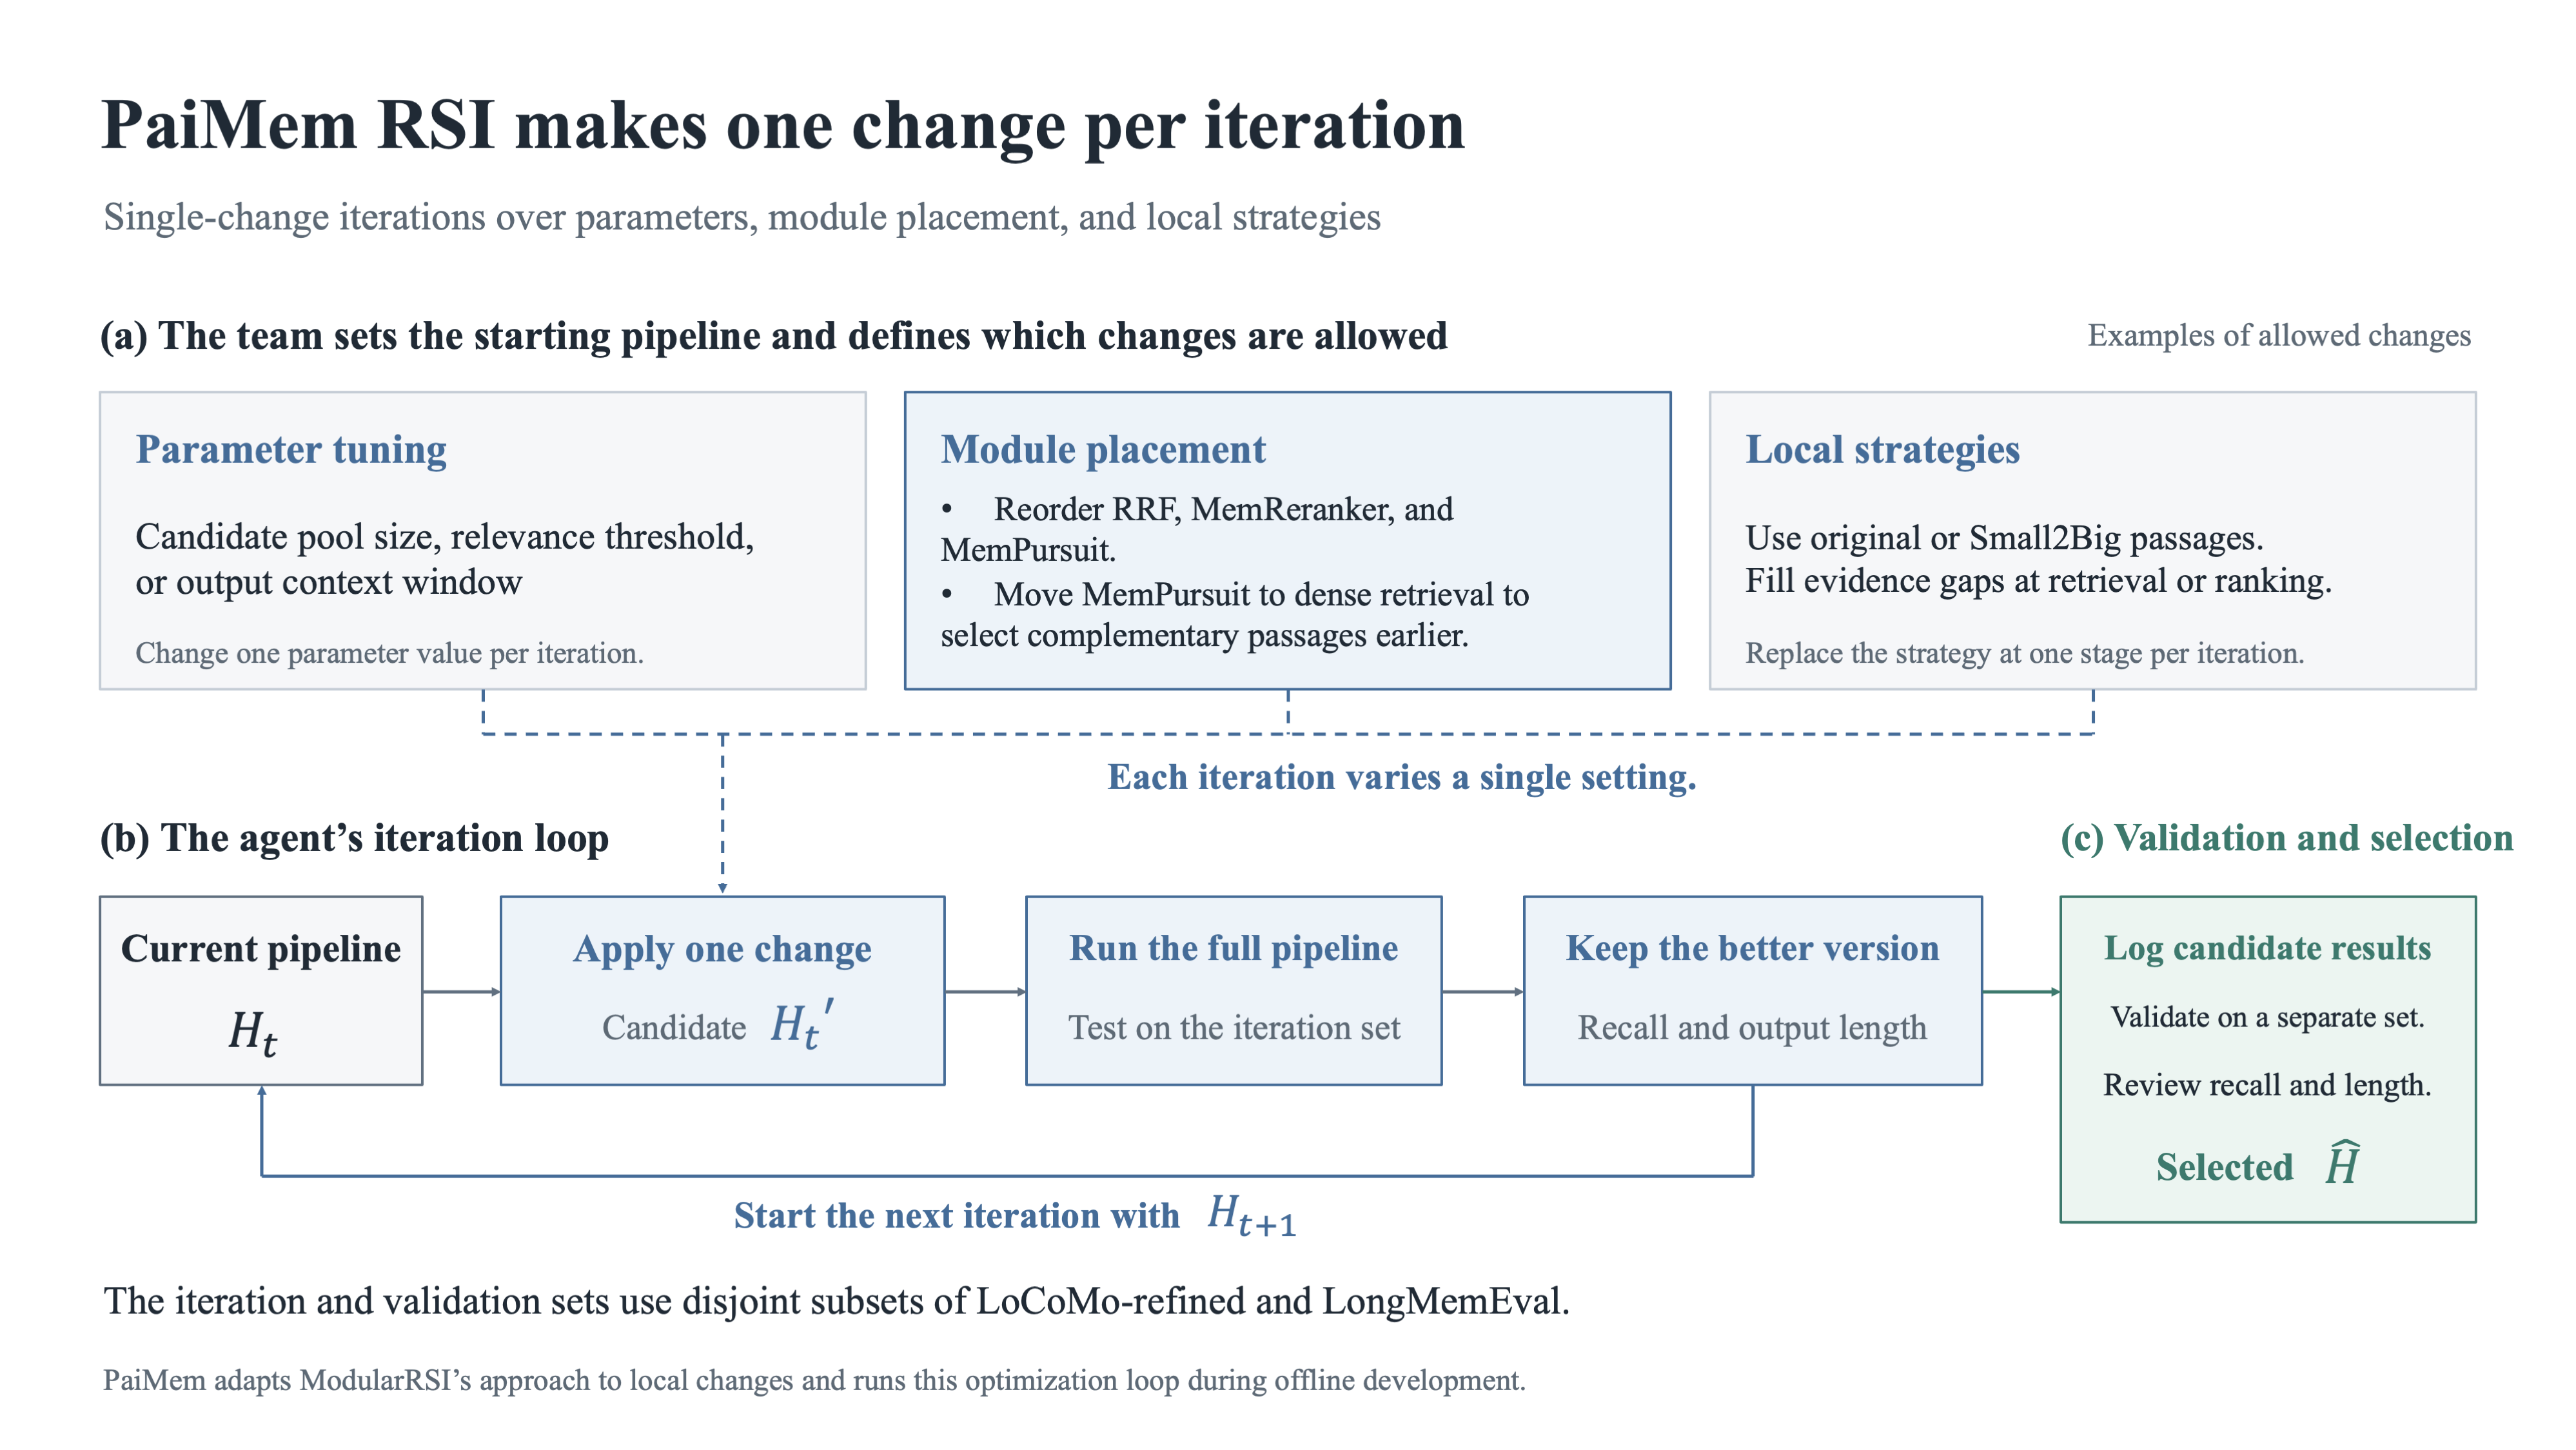 PaiMem RSI makes one change per iteration
Single-change iterations over parameters, module placement, and local strategies
(a) The team sets the starting pipeline and defines which changes are allowed
Examples of allowed changes
Parameter tuning
Candidate pool size, relevance threshold,
or output context window
Change one parameter value per iteration.
Module placement
• Reorder RRF, MemReranker, and
MemPursuit.
• Move MemPursuit to dense retrieval to
select complementary passages earlier.
Local strategies
Use original or Small2Big passages.
Fill evidence gaps at retrieval or ranking.
Replace the strategy at one stage per iteration.
Each iteration varies a single setting.
(b) The agent’s iteration loop
(c) Validation and selection
Current pipeline
H_t
Apply one change
Candidate H_t′
Run the full pipeline
Test on the iteration set
Keep the better version
Recall and output length
Log candidate results
Validate on a separate set.
Review recall and length.
Selected Ĥ
Start the next iteration with H_{t+1}
The iteration and validation sets use disjoint subsets of LoCoMo-refined and LongMemEval.
PaiMem adapts ModularRSI’s approach to local changes and runs this optimization loop during offline development.